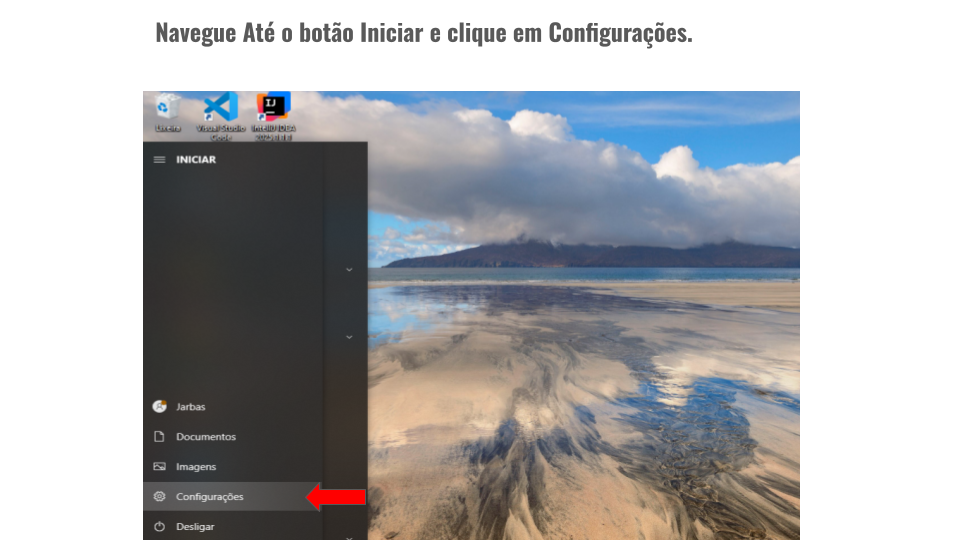 Navegue Até o botão Iniciar e clique em Configurações.
IJ
Lixeira
Visual Studio
Code
IntelliJ IDEA
INICIAR
Jarbas
Documentos
Imagens
Configurações
Desligar